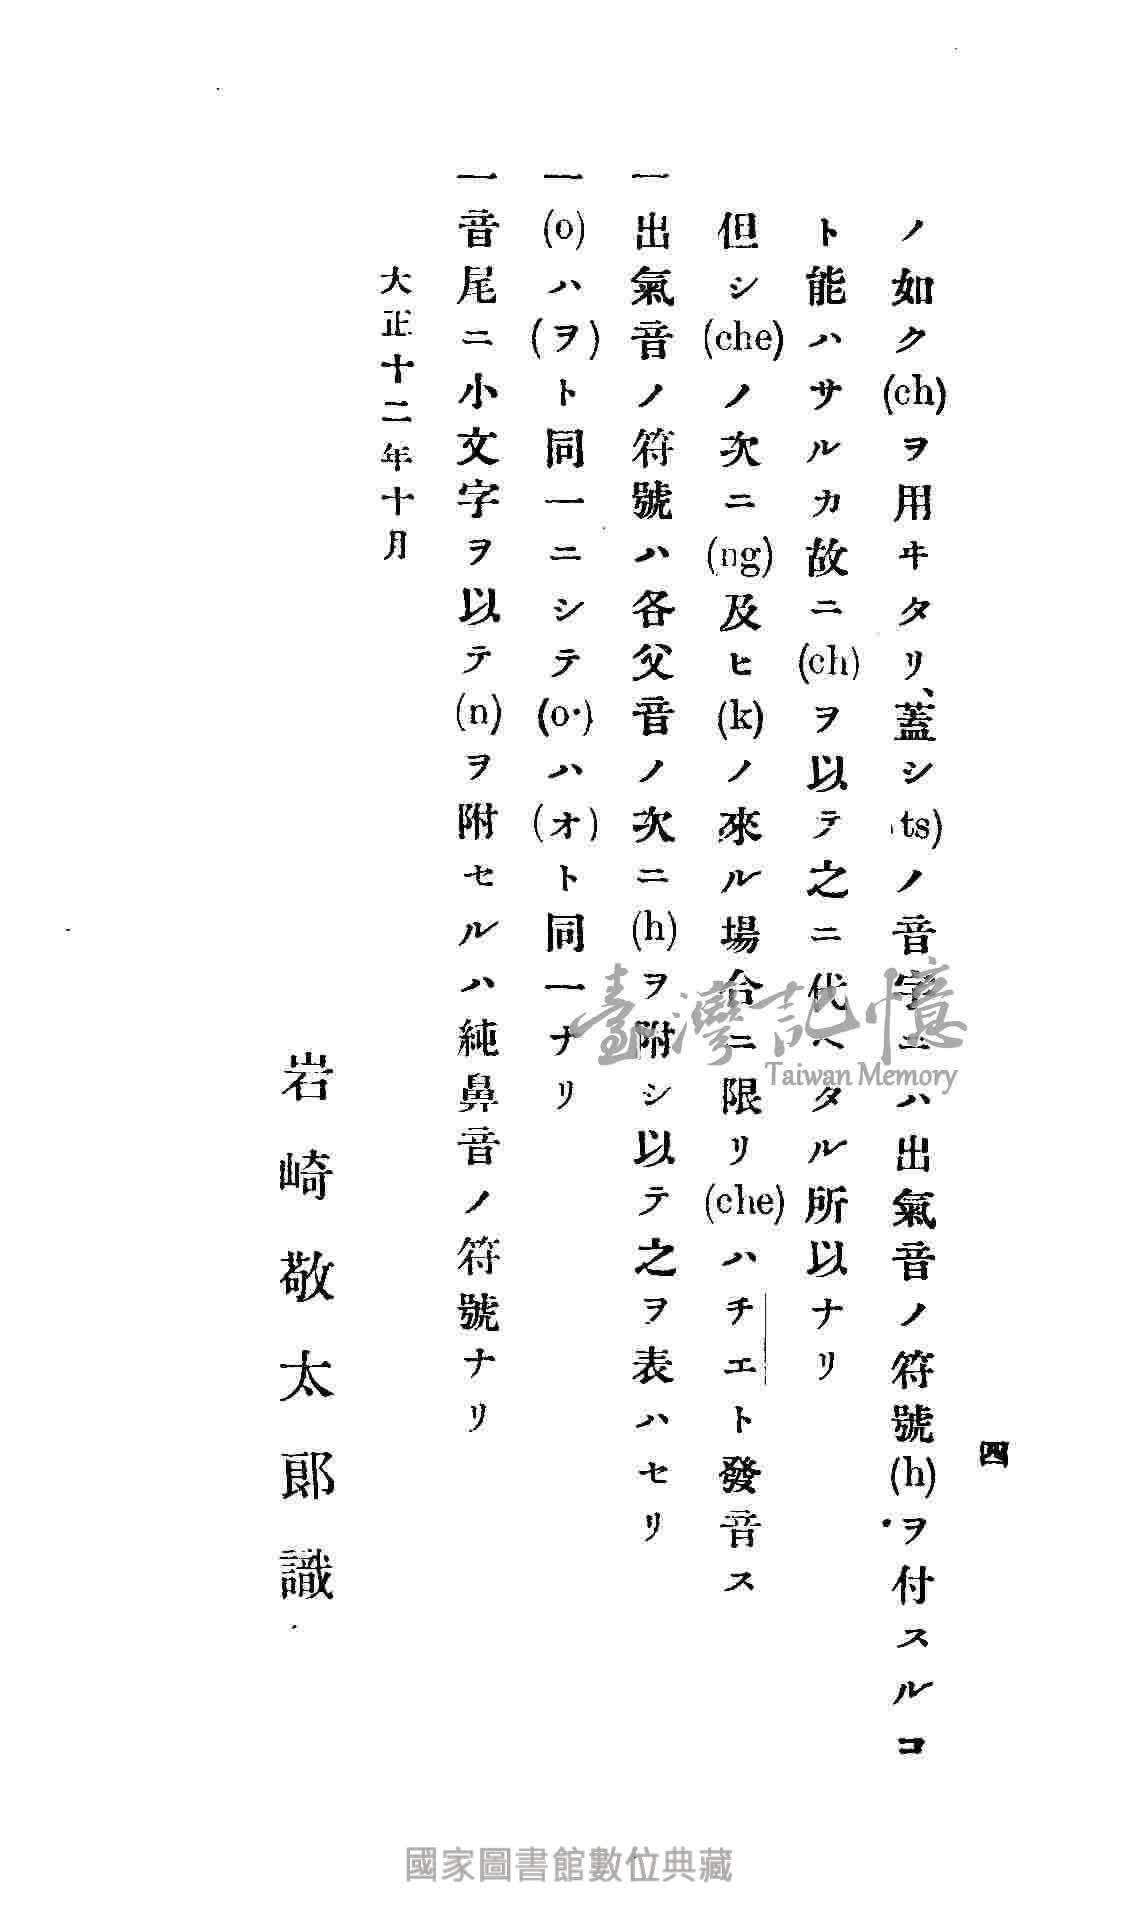 四
ノ如ク(ch)ヲ用ヰタリ、蓋シ(ts)ノ音字ニハ出氣音ノ符號(h)ヲ付スルコ
ト能ハサルカ故ニ(ch)ヲ以テ之ニ代ヘタル所以ナリ
但シ(che)ノ次ニ(ng)及ヒ(k)ノ來ル場合ニ限リ(che)ハチエト發音ス
一出氣音ノ符號ハ各父音ノ次ニ(h)ヲ附シ以テ之ヲ表ハセリ
一(o)ハ(ヲ)ト同一ニシテ(o·)ハ(オ)ト同一ナリ
一音尾ニ小文字ヲ以テ(n)ヲ附セルハ純鼻音ノ符號ナリ
大正十二年十月
岩崎敬太郎識
臺灣記憶
Taiwan Memory
國家圖書館數位典藏